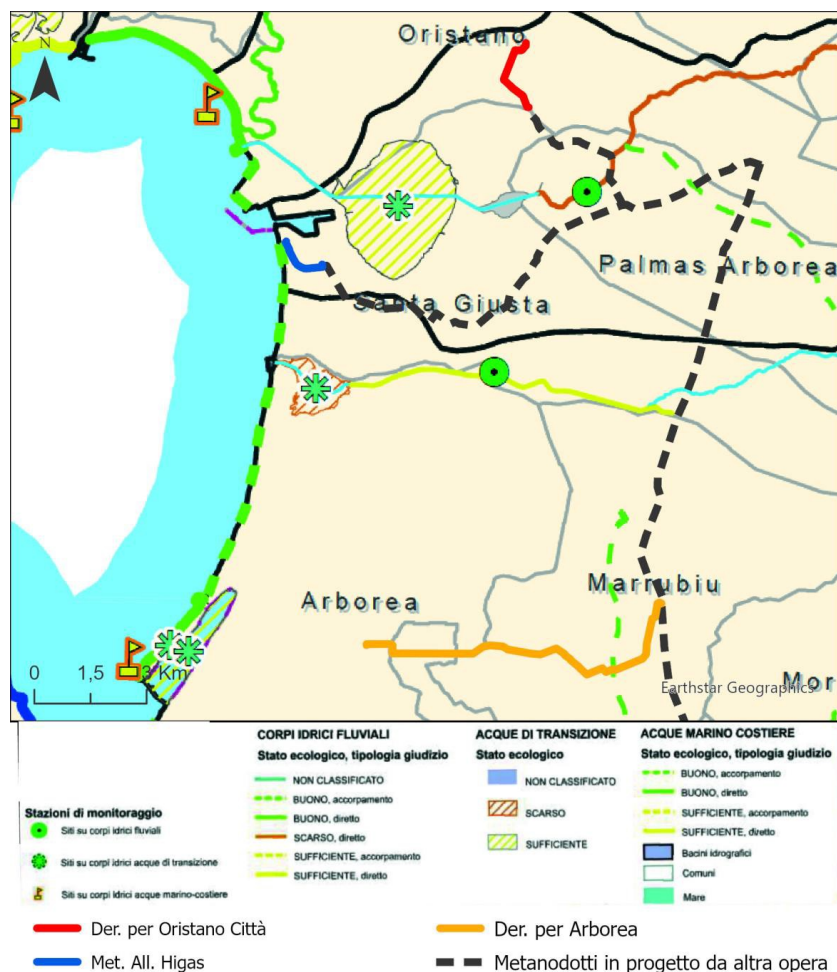 Oristano
N
Palmas Arborea
Santa Giusta
Arborea
Marrubiu
0 1,5 3 Km
Mor
Earthstar Geographics
CORPI IDRICI FLUVIALI
Stato ecologico, tipologia giudizio
NON CLASSIFICATO
BUONO, accorpamento
BUONO, diretto
SCARSO, diretto
SUFFICIENTE, accorpamento
SUFFICIENTE, diretto
ACQUE DI TRANSIZIONE
Stato ecologico
NON CLASSIFICATO
SCARSO
SUFFICIENTE
ACQUE MARINO COSTIERE
Stato ecologico, tipologia giudizio
BUONO, accorpamento
BUONO, diretto
SUFFICIENTE, accorpamento
SUFFICIENTE, diretto
Bacini idrografici
Comuni
Mare
Stazioni di monitoraggio
Siti su corpi idrici fluviali
Siti su corpi idrici acque di transizione
Siti su corpi idrici acque marino-costiere
Der. per Oristano Città
Met. All. Higas
Der. per Arborea
Metanodotti in progetto da altra opera